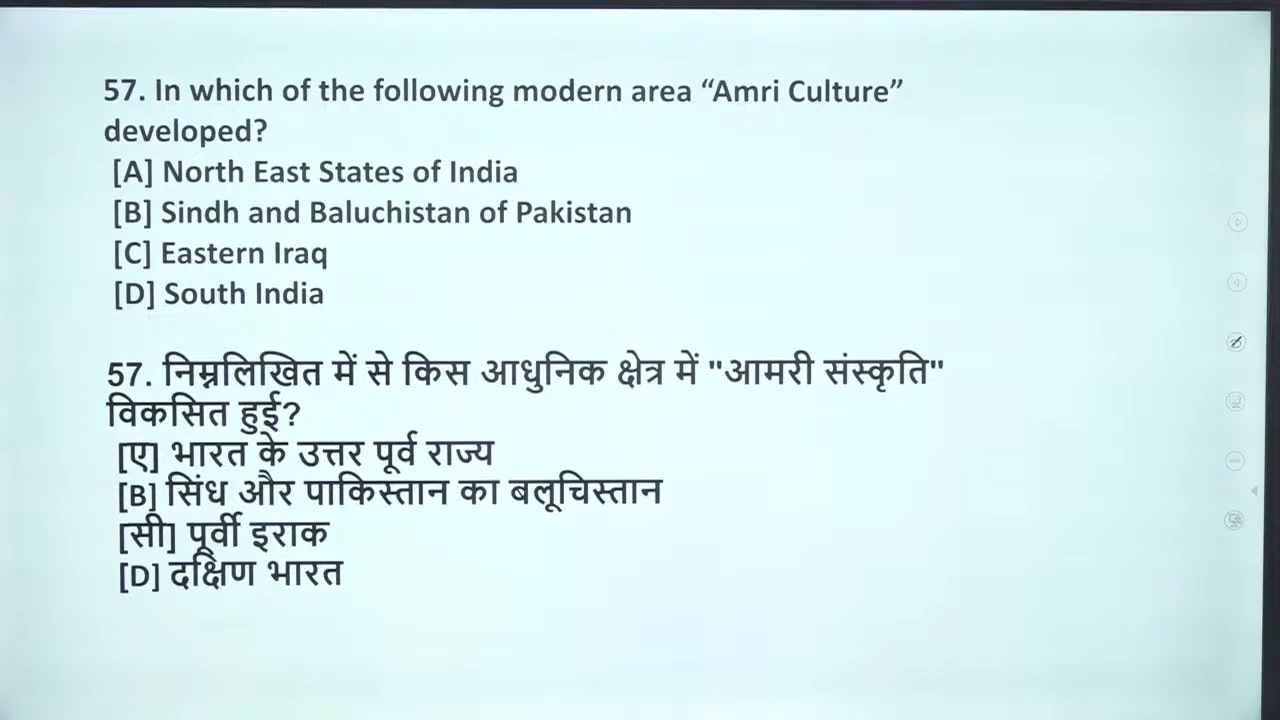 57. In which of the following modern area “Amri Culture”
developed?
[A] North East States of India
[B] Sindh and Baluchistan of Pakistan
[C] Eastern Iraq
[D] South India
57. निम्नलिखित में से किस आधुनिक क्षेत्र में "आमरी संस्कृति"
विकसित हुई?
[ए] भारत के उत्तर पूर्व राज्य
[B] सिंध और पाकिस्तान का बलूचिस्तान
[सी] पूर्वी इराक
[D] दक्षिण भारत